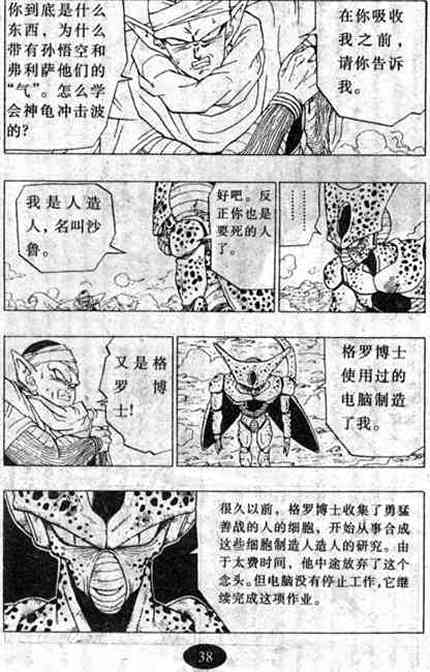 在你吸收
我之前，
请你告诉
我。
你到底是什么
东西，为什么
带有孙悟空和
弗利萨他们的
“气”。怎么学
会神龟冲击波
的？
………
好吧。反
正你也是
要死的人
了。
我是人造
人，名叫沙
鲁。
格罗博士
使用过的
电脑制造
了我。
又是格
罗博
士！
很久以前，格罗博士收集了勇猛
善战的人的细胞，开始从事合成
这些细胞制造人造人的研究。由
于太费时间，他中途放弃了这个
念头。但电脑没有停止工作，它继
续完成这项作业。
38